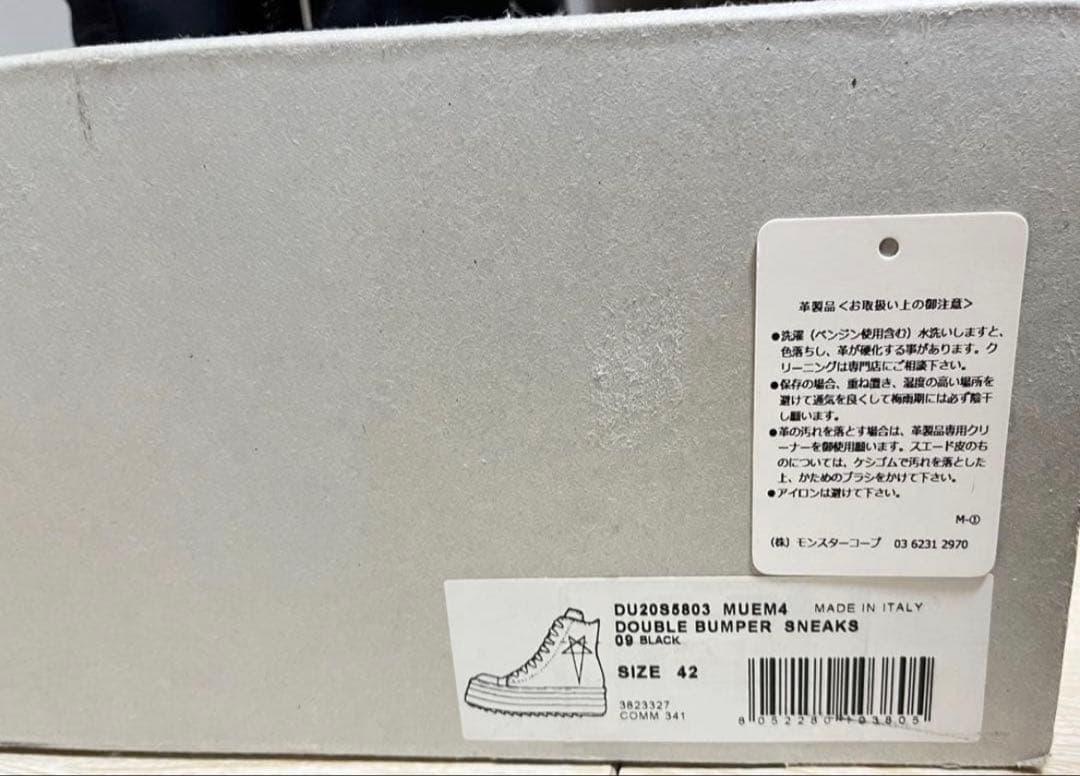 革製品<お取扱い上の御注意>
●洗濯（ベンジン使用含む）水洗いしますと、
色落ちし、革が硬化する事があります。ク
リーニングは専門店にご相談下さい。
●保存の場合、重ね置き、湿度の高い場所を
避けて通気を良くして梅雨期には必ず陰干
し願います。
●革の汚れを落とす場合は、革製品専用クリ
ーナーを御使用願います。スエード皮のも
のについては、ケシゴムで汚れを落とした
上、かためのブラシをかけて下さい。
●アイロンは避けて下さい。
M-①
（株）モンスターコープ 03 6231 2970
DU20S5803 MUEM4 MADE IN ITALY
DOUBLE BUMPER SNEAKS
09 BLACK
SIZE 42
3823327
COMM 341
8052280103805